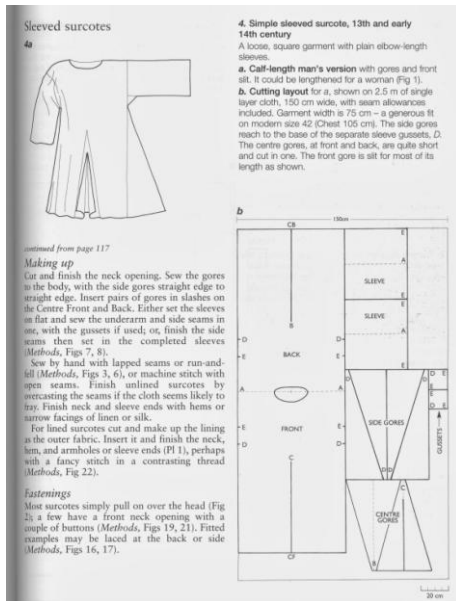 Sleeved surcotes
4a
4. Simple sleeved surcote, 13th and early
14th century
A loose, square garment with plain elbow-length
sleeves.
a. Calf-length man's version with gores and front
slit. It could be lengthened for a woman (Fig 1).
b. Cutting layout for a, shown on 2.5 m of single
layer cloth, 150 cm wide, with seam allowances
included. Garment width is 75 cm – a generous fit
on modern size 42 (Chest 105 cm). The side gores
reach to the base of the separate sleeve gussets, D.
The centre gores, at front and back, are quite short
and cut in one. The front gore is slit for most of its
length as shown.
continued from page 117
Making up
Cut and finish the neck opening. Sew the gores
to the body, with the side gores straight edge to
straight edge. Insert pairs of gores in slashes on
the Centre Front and Back. Either set the sleeves
on flat and sew the underarm and side seams in
one, with the gussets if used; or, finish the side
seams then set in the completed sleeves
(Methods, Figs 7, 8).
Sew by hand with lapped seams or run-and-
fell (Methods, Figs 3, 6), or machine stitch with
open seams. Finish unlined surcotes by
overcasting the seams if the cloth seems likely to
fray. Finish neck and sleeve ends with hems or
narrow facings of linen or silk.
For lined surcotes cut and make up the lining
as the outer fabric. Insert it and finish the neck,
hem, and armholes or sleeve ends (Pl 1), perhaps
with a fancy stitch in a contrasting thread
(Methods, Fig 22).
Fastenings
Most surcotes simply pull on over the head (Fig
2); a few have a front neck opening with a
couple of buttons (Methods, Figs 19, 21). Fitted
examples may be laced at the back or side
(Methods, Figs 16, 17).
b
150cm
CB
E
A
SLEEVE
E
E
B
SLEEVE
D
D
A
E
BACK
E
E
D
D
D
E
A
A
E
FRONT
E
SIDE GORES
D
E
D
D
GUSSETS
C
D
D
C
CENTRE
GORES
B
CF
20 cm